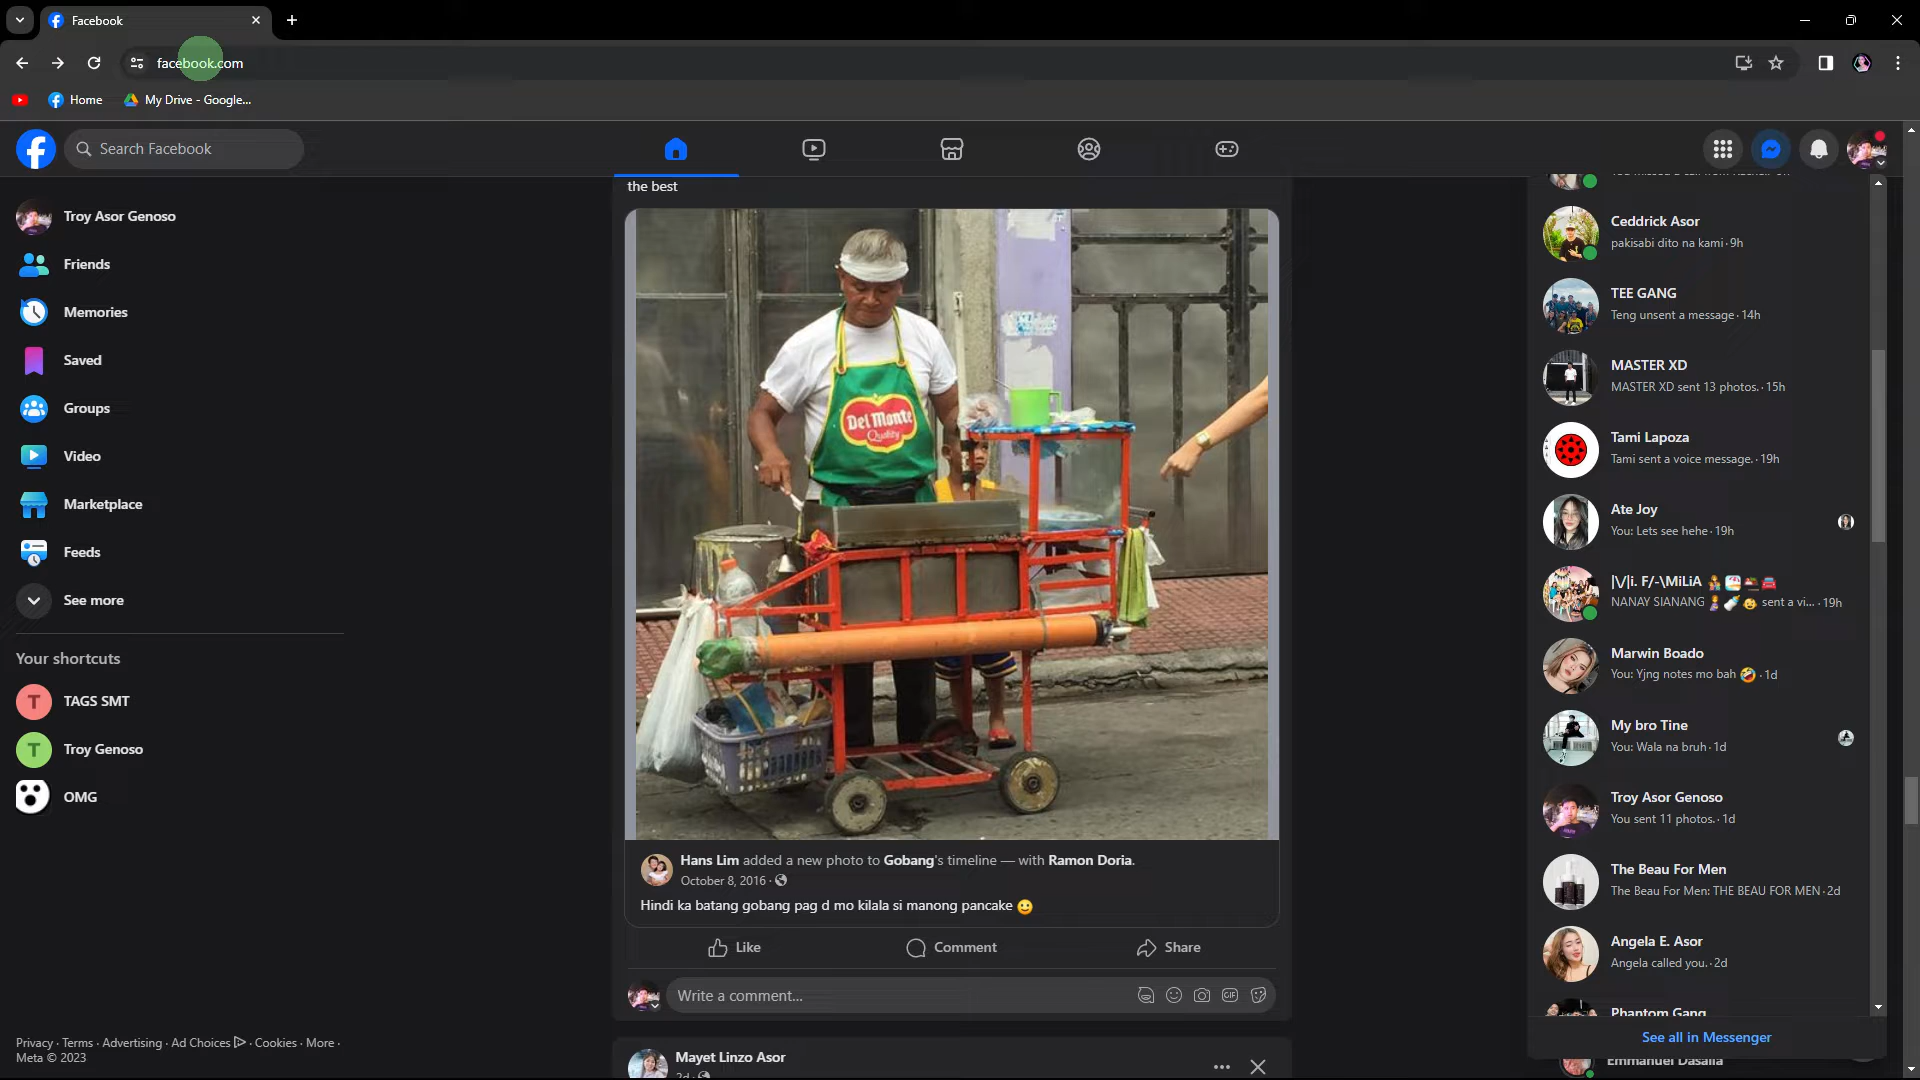 Facebook
facebook.com
Home
My Drive - Google...
Search Facebook
Troy Asor Genoso
Friends
Memories
Saved
Groups
Video
Marketplace
Feeds
See more
Your shortcuts
T TAGS SMT
T Troy Genoso
OMG
Privacy · Terms · Advertising · Ad Choices · Cookies · More ·
Meta © 2023
the best
Del Monte
Quality
Hans Lim added a new photo to Gobang's timeline — with Ramon Doria.
October 8, 2016 ·
Hindi ka batang gobang pag d mo kilala si manong pancake 😀
Like
Comment
Share
Write a comment...
GIF
Mayet Linzo Asor
2d ·
Ceddrick Asor
pakisabi dito na kami · 9h
TEE GANG
Teng unsent a message · 14h
MASTER XD
MASTER XD sent 13 photos. · 15h
Tami Lapoza
Tami sent a voice message. · 19h
Ate Joy
You: Lets see hehe · 19h
|\/|i. F/-\MiLiA
NANAY SIANANG sent a vi... · 19h
Marwin Boado
You: Yjng notes mo bah 🤣 · 1d
My bro Tine
You: Wala na bruh · 1d
Troy Asor Genoso
You sent 11 photos. · 1d
The Beau For Men
The Beau For Men: THE BEAU FOR MEN · 2d
Angela E. Asor
Angela called you. · 2d
Phantom Gang
See all in Messenger
Emmanuel Dasalla